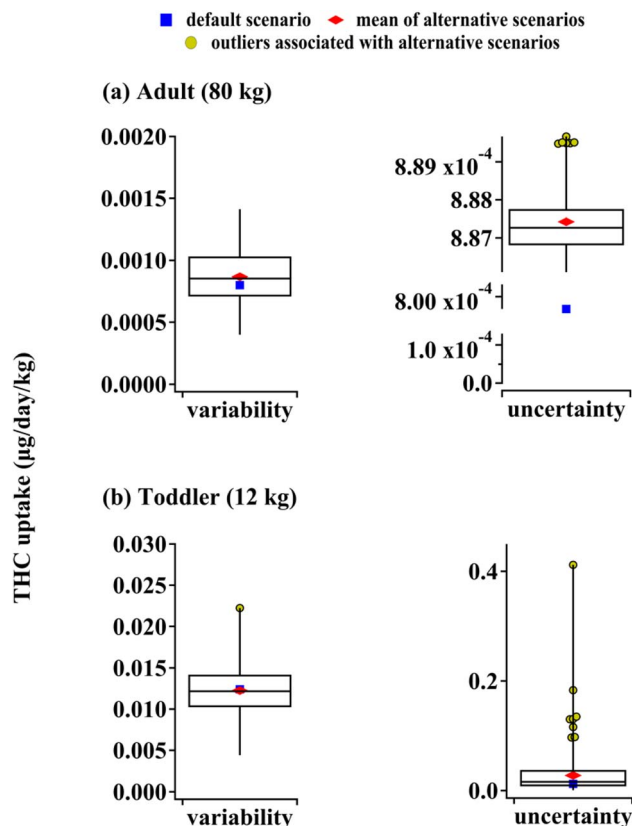 default scenario mean of alternative scenarios
outliers associated with alternative scenarios
(a) Adult (80 kg)
0.0020
0.0015
0.0010
0.0005
0.0000
variability
8.89 x10⁻⁴
8.88
8.87
8.00 x10⁻⁴
1.0 x10⁻⁴
0.0
uncertainty
THC uptake (µg/day/kg)
(b) Toddler (12 kg)
0.030
0.025
0.020
0.015
0.010
0.005
0.000
variability
0.4
0.2
0.0
uncertainty